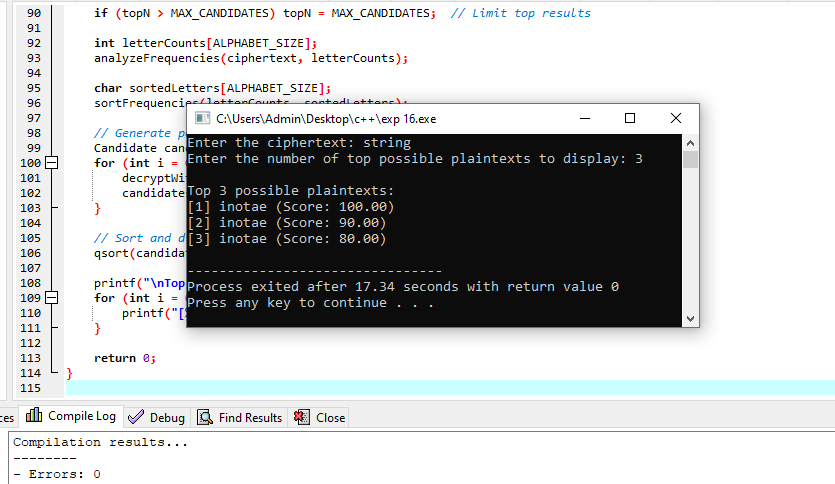 90 if (topN > MAX_CANDIDATES) topN = MAX_CANDIDATES; // Limit top results
91
92 int letterCounts[ALPHABET_SIZE];
93 analyzeFrequencies(ciphertext, letterCounts);
94
95 char sortedLetters[ALPHABET_SIZE];
96 sortFrequencies(letterCounts, sortedLetters);
97
98 // Generate p
99 Candidate can
100 for (int i =
101 decryptWi
102 candidate
103 }
104
105 // Sort and d
106 qsort(candida
107
108 printf("\nTop
109 for (int i =
110 printf("[
111 }
112
113 return 0;
114 }
115
C:\Users\Admin\Desktop\c++\exp 16.exe
Enter the ciphertext: string
Enter the number of top possible plaintexts to display: 3
Top 3 possible plaintexts:
[1] inotae (Score: 100.00)
[2] inotae (Score: 90.00)
[3] inotae (Score: 80.00)
--------------------------------
Process exited after 17.34 seconds with return value 0
Press any key to continue . . .
ces Compile Log Debug Find Results Close
Compilation results...
--------
- Errors: 0